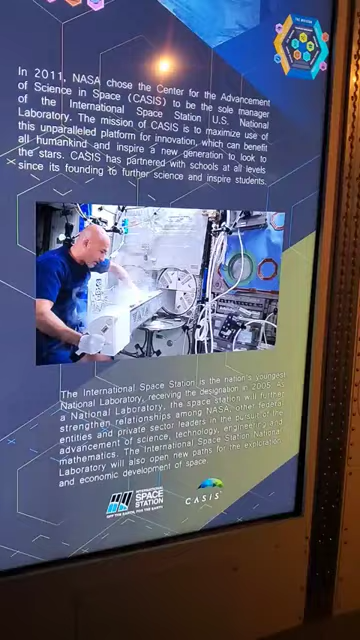 In 2011, NASA chose the Center for the Advancement
of Science in Space (CASIS) to be the sole manager
of the International Space Station U.S. National
Laboratory. The mission of CASIS is to maximize use of
this unparalleled platform for innovation, which can benefit
all humankind and inspire a new generation to look to
the stars. CASIS has partnered with schools at all levels
since its founding to further science and inspire students.
The International Space Station is the nation's youngest
National Laboratory, receiving the designation in 2005. As
a National Laboratory, the space station will further
strengthen relationships among NASA, other federal
entities and private sector leaders in the pursuit of the
advancement of science, technology, engineering and
mathematics. The International Space Station National
Laboratory will also open new paths for the exploration
and economic development of space.
INTERNATIONAL
SPACE
STATION
OFF THE EARTH, FOR THE EARTH
CASIS